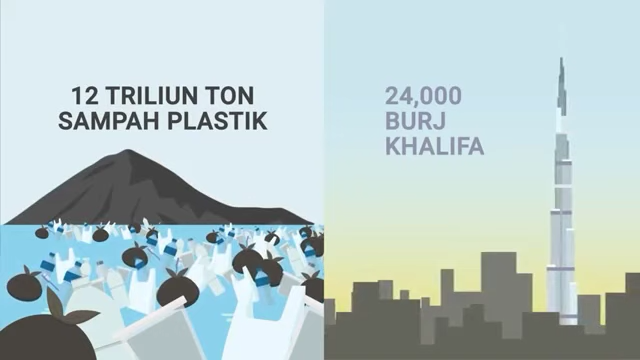 12 TRILIUN TON
SAMPAH PLASTIK
24,000
BURJ
KHALIFA